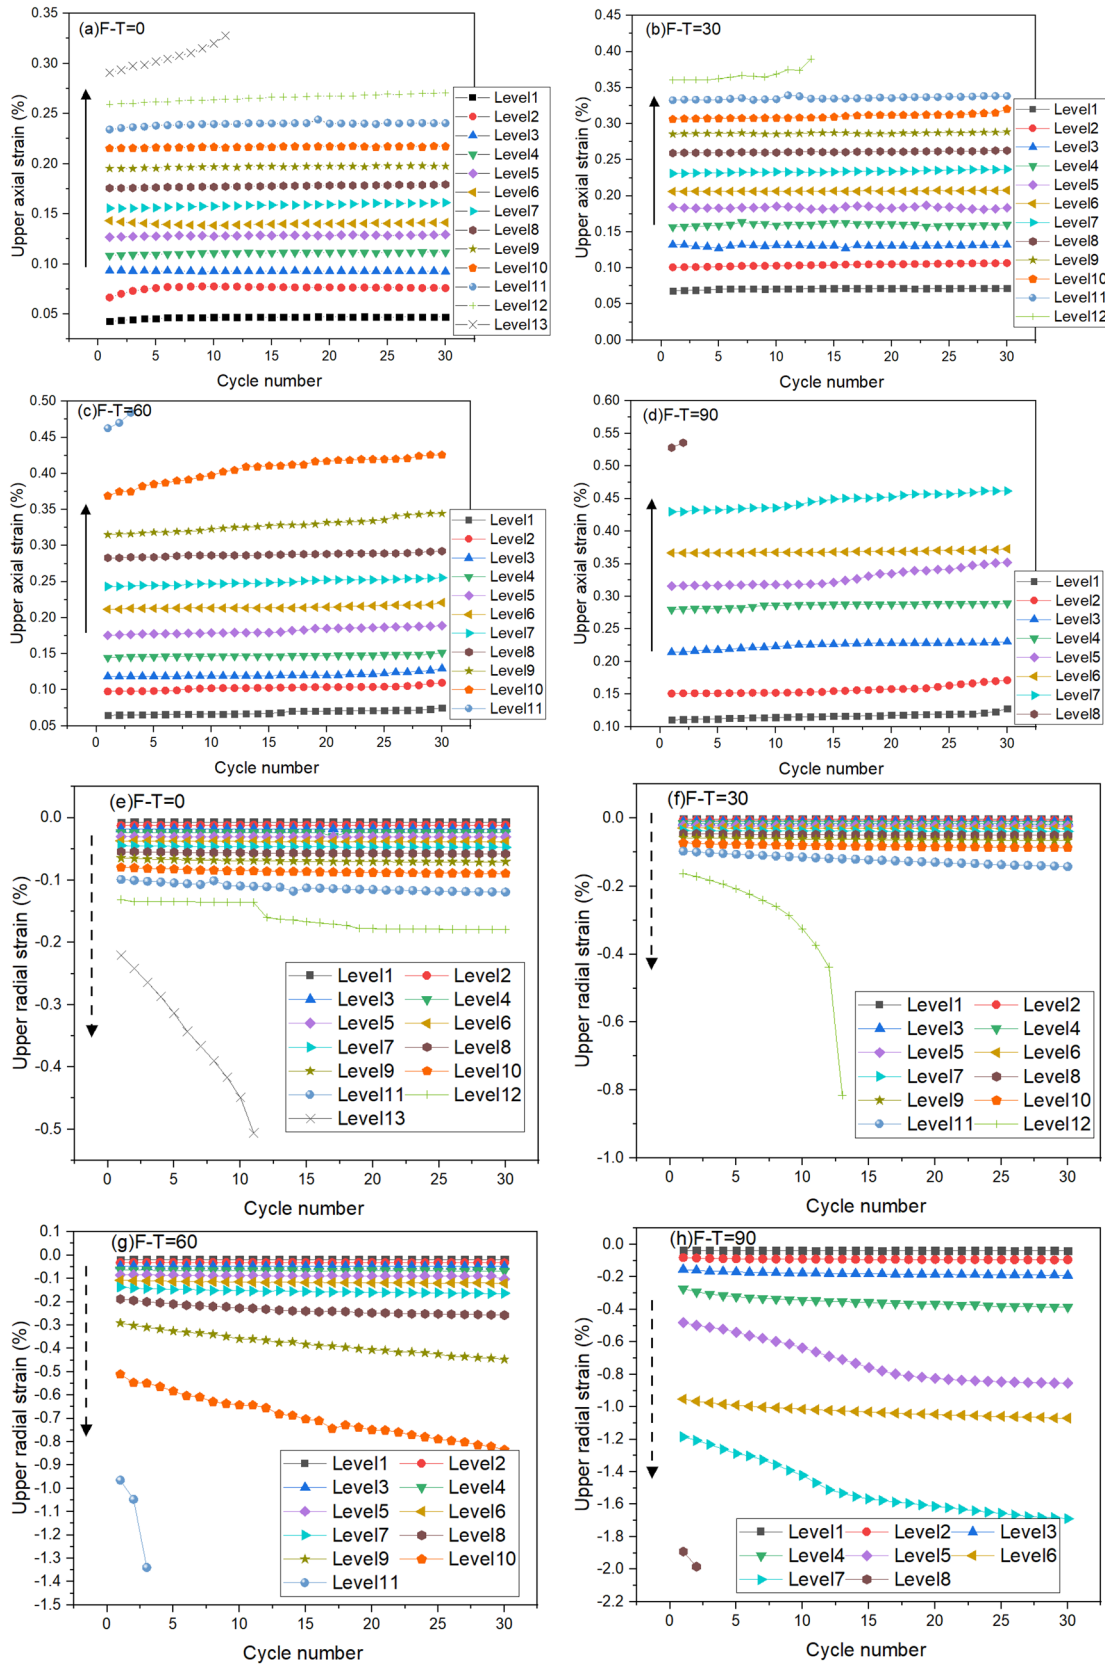 (a)F-T=0
Upper axial strain (%)
0.35
0.30
0.25
0.20
0.15
0.10
0.05
0 5 10 15 20 25 30
Cycle number
Level1
Level2
Level3
Level4
Level5
Level6
Level7
Level8
Level9
Level10
Level11
Level12
Level13
(b)F-T=30
Upper axial strain (%)
0.45
0.40
0.35
0.30
0.25
0.20
0.15
0.10
0.05
0.00
0 5 10 15 20 25 30
Cycle number
Level1
Level2
Level3
Level4
Level5
Level6
Level7
Level8
Level9
Level10
Level11
Level12
(c)F-T=60
Upper axial strain (%)
0.50
0.45
0.40
0.35
0.30
0.25
0.20
0.15
0.10
0.05
0 5 10 15 20 25 30
Cycle number
Level1
Level2
Level3
Level4
Level5
Level6
Level7
Level8
Level9
Level10
Level11
(d)F-T=90
Upper axial strain (%)
0.60
0.55
0.50
0.45
0.40
0.35
0.30
0.25
0.20
0.15
0.10
0 5 10 15 20 25 30
Cycle number
Level1
Level2
Level3
Level4
Level5
Level6
Level7
Level8
(e)F-T=0
Upper radial strain (%)
0.0
-0.1
-0.2
-0.3
-0.4
-0.5
0 5 10 15 20 25 30
Cycle number
Level1 Level2
Level3 Level4
Level5 Level6
Level7 Level8
Level9 Level10
Level11 Level12
Level13
(f)F-T=30
Upper radial strain (%)
0.0
-0.2
-0.4
-0.6
-0.8
-1.0
0 5 10 15 20 25 30
Cycle number
Level1 Level2
Level3 Level4
Level5 Level6
Level7 Level8
Level9 Level10
Level11 Level12
(g)F-T=60
Upper radial strain (%)
0.1
0.0
-0.1
-0.2
-0.3
-0.4
-0.5
-0.6
-0.7
-0.8
-0.9
-1.0
-1.1
-1.2
-1.3
-1.4
-1.5
0 5 10 15 20 25 30
Cycle number
Level1 Level2
Level3 Level4
Level5 Level6
Level7 Level8
Level9 Level10
Level11
(h)F-T=90
Upper radial strain (%)
0.0
-0.2
-0.4
-0.6
-0.8
-1.0
-1.2
-1.4
-1.6
-1.8
-2.0
-2.2
0 5 10 15 20 25 30
Cycle number
Level1 Level2 Level3
Level4 Level5 Level6
Level7 Level8